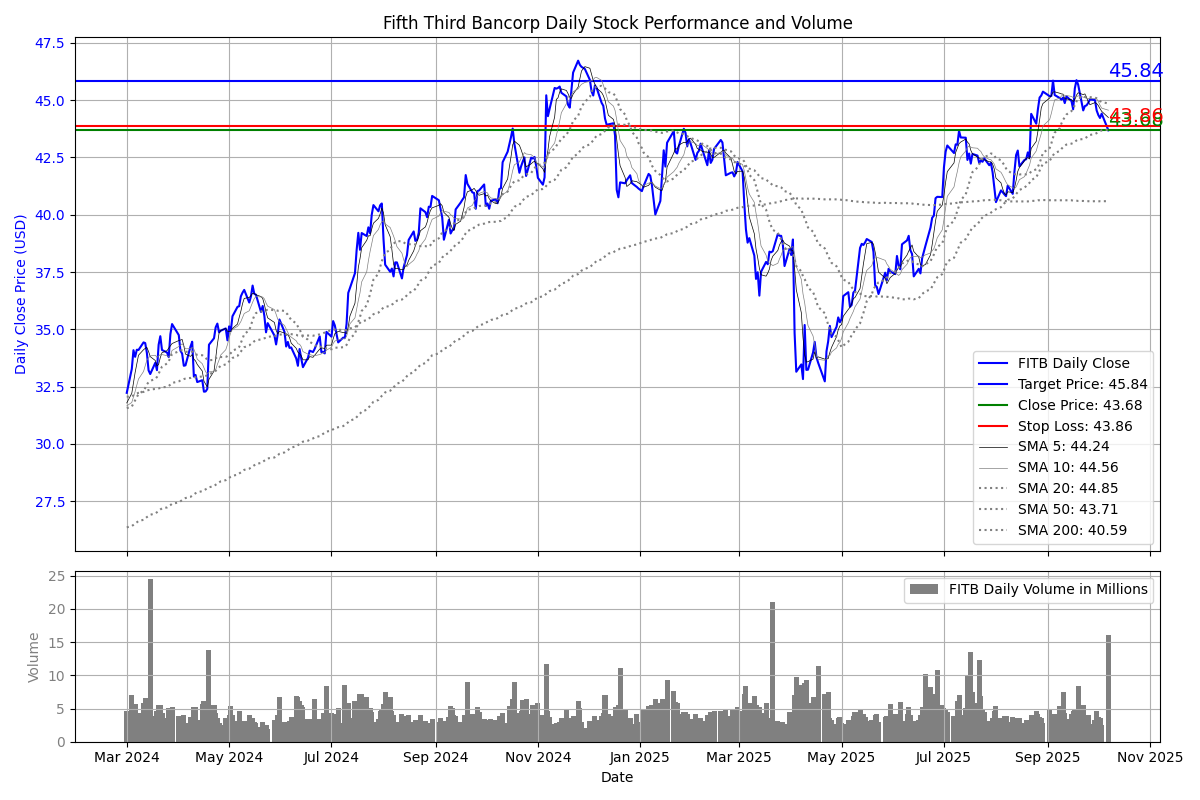 Fifth Third Bancorp Daily Stock Performance and Volume
Daily Close Price (USD)
47.5
45.0
42.5
40.0
37.5
35.0
32.5
30.0
27.5
45.84
43.86
43.68
FITB Daily Close
Target Price: 45.84
Close Price: 43.68
Stop Loss: 43.86
SMA 5: 44.24
SMA 10: 44.56
SMA 20: 44.85
SMA 50: 43.71
SMA 200: 40.59
Volume
25
20
15
10
5
0
FITB Daily Volume in Millions
Mar 2024
May 2024
Jul 2024
Sep 2024
Nov 2024
Jan 2025
Mar 2025
May 2025
Jul 2025
Sep 2025
Nov 2025
Date